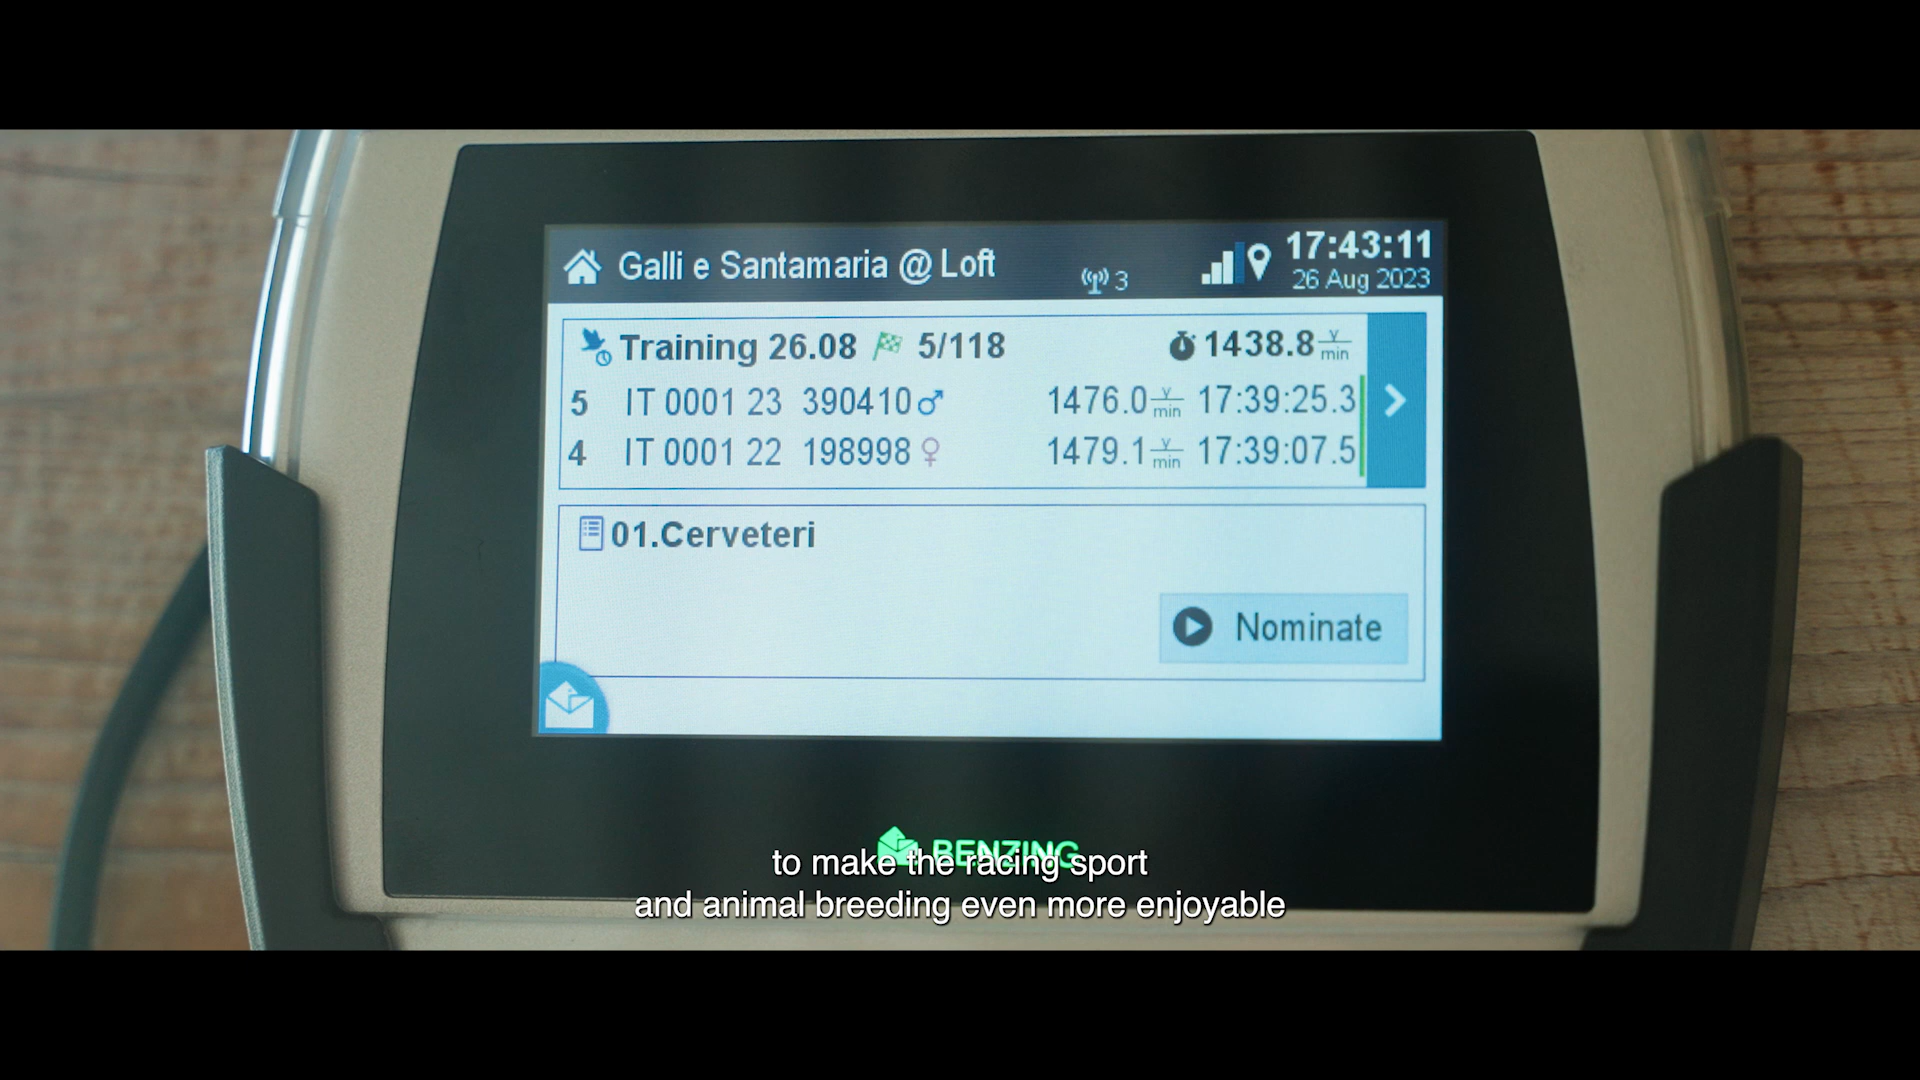 Galli e Santamaria @ Loft
3
17:43:11
26 Aug 2023
Training 26.08 5/118 1438.8 y/min
5 IT 0001 23 390410♂ 1476.0 y/min 17:39:25.3
4 IT 0001 22 198998♀ 1479.1 y/min 17:39:07.5
01.Cerveteri
Nominate
BENZING
to make the racing sport
and animal breeding even more enjoyable